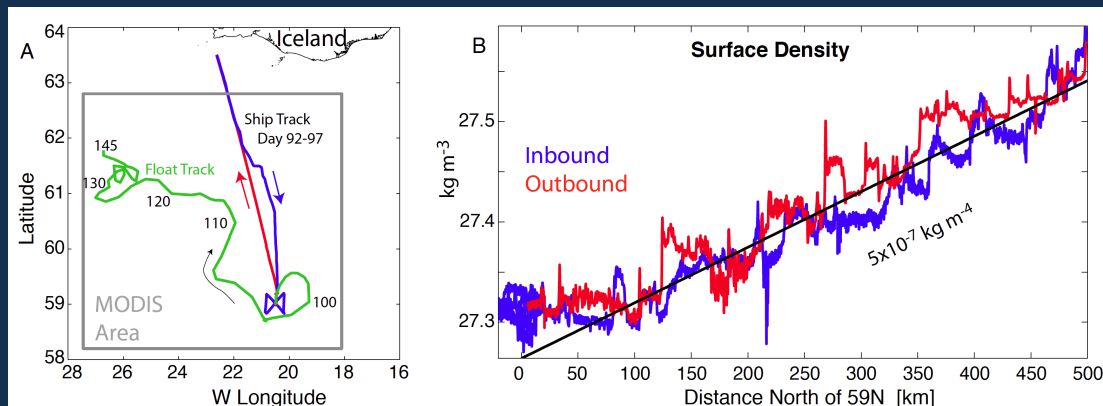 A
64
63
62
61
60
59
58
28
26
24
22
20
18
16
Latitude
W Longitude
Iceland
Ship Track
Day 92-97
145
Float Track
130
120
110
100
MODIS
Area
B
Surface Density
27.5
27.4
27.3
kg m-3
Inbound
Outbound
5x10-7 kg m-4
0
50
100
150
200
250
300
350
400
450
500
Distance North of 59N [km]